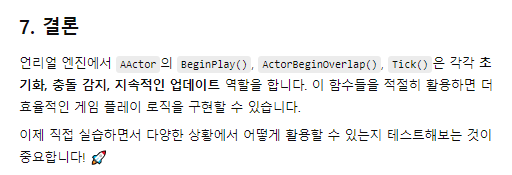 7. 결론
언리얼 엔진에서 AActor 의 BeginPlay() , ActorBeginOverlap() , Tick() 은 각각 초
기화, 충돌 감지, 지속적인 업데이트 역할을 합니다. 이 함수들을 적절히 활용하면 더
효율적인 게임 플레이 로직을 구현할 수 있습니다.
이제 직접 실습하면서 다양한 상황에서 어떻게 활용할 수 있는지 테스트해보는 것이
중요합니다! 🚀